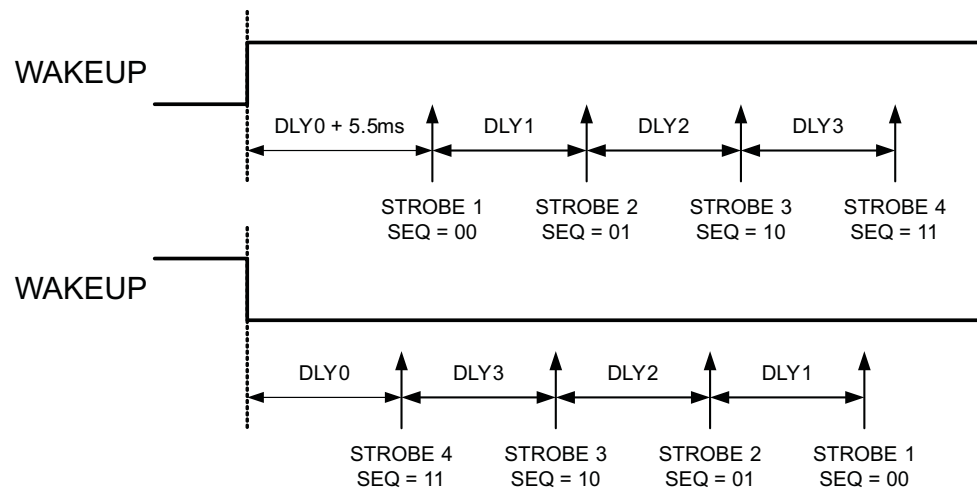 WAKEUP
DLY0 + 5.5ms
DLY1
DLY2
DLY3
STROBE 1
SEQ = 00
STROBE 2
SEQ = 01
STROBE 3
SEQ = 10
STROBE 4
SEQ = 11
WAKEUP
DLY0
DLY3
DLY2
DLY1
STROBE 4
SEQ = 11
STROBE 3
SEQ = 10
STROBE 2
SEQ = 01
STROBE 1
SEQ = 00